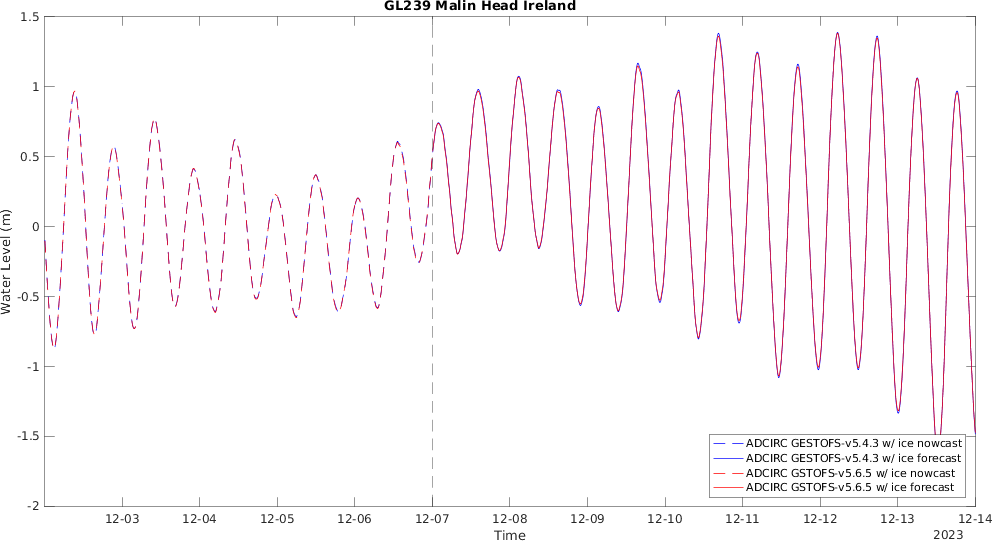 GL239 Malin Head Ireland
1.5
1
0.5
0
-0.5
-1
-1.5
-2
Water Level (m)
ADCIRC GESTOFS-v5.4.3 w/ ice nowcast
ADCIRC GESTOFS-v5.4.3 w/ ice forecast
ADCIRC GSTOFS-v5.6.5 w/ ice nowcast
ADCIRC GSTOFS-v5.6.5 w/ ice forecast
12-03 12-04 12-05 12-06 12-07 12-08 12-09 12-10 12-11 12-12 12-13 12-14
Time
2023